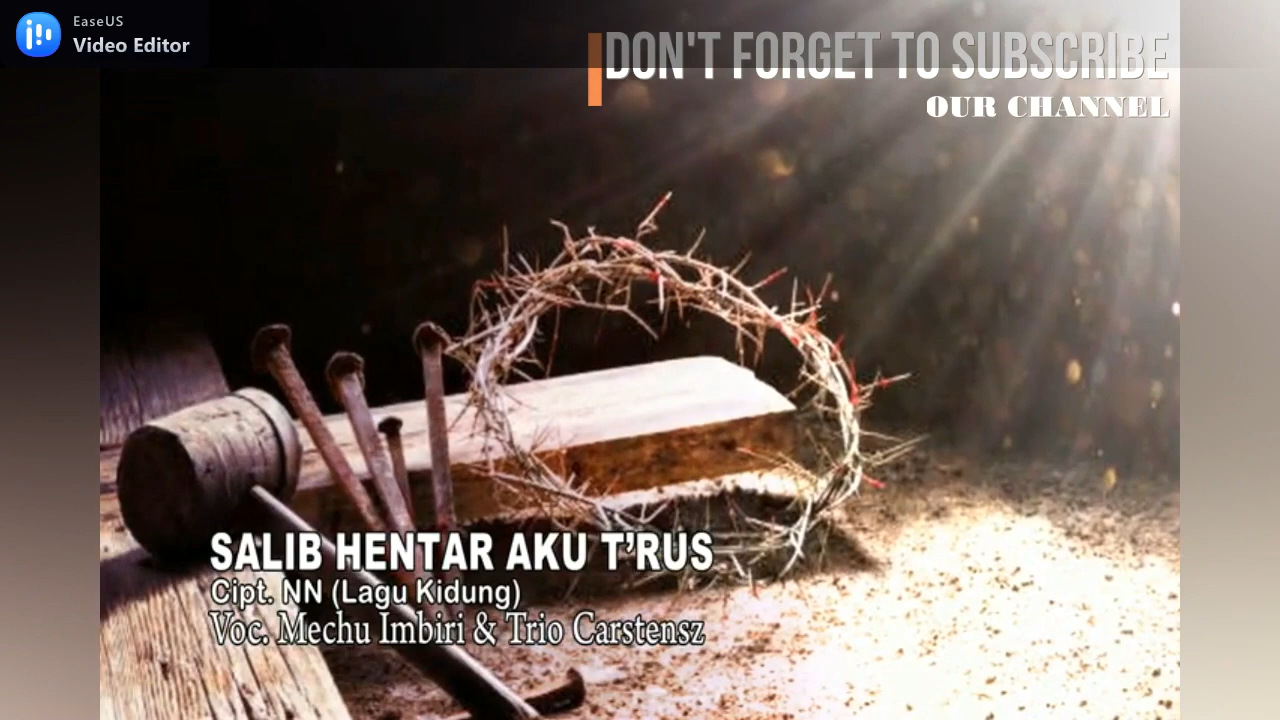 EaseUS
Video Editor
DON'T FORGET TO SUBSCRIBE
OUR CHANNEL
SALIB HENTAR AKU T'RUS
Cipt. NN (Lagu Kidung)
Voc. Mechu Imbiri & Trio Carstensz